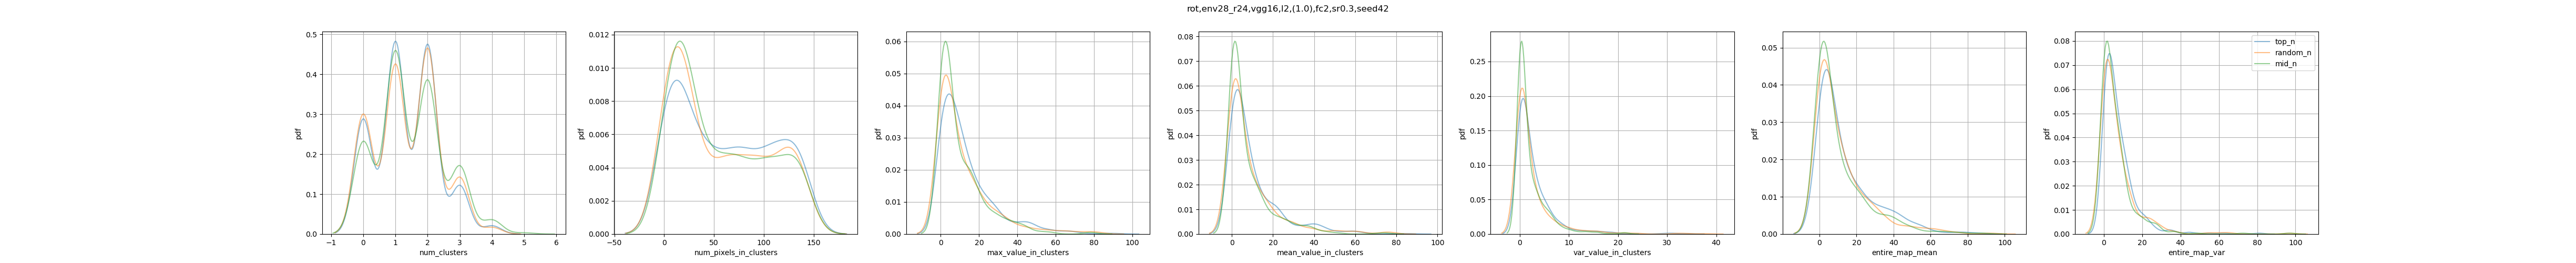 rot,env28_r24,vgg16,l2,(1.0),fc2,sr0.3,seed42
0.5
0.4
0.3
0.2
0.1
0.0
pdf
−1 0 1 2 3 4 5 6
num_clusters
0.012
0.010
0.008
0.006
0.004
0.002
0.000
pdf
−50 0 50 100 150
num_pixels_in_clusters
0.06
0.05
0.04
0.03
0.02
0.01
0.00
pdf
0 20 40 60 80 100
max_value_in_clusters
0.08
0.07
0.06
0.05
0.04
0.03
0.02
0.01
0.00
pdf
0 20 40 60 80 100
mean_value_in_clusters
0.25
0.20
0.15
0.10
0.05
0.00
pdf
0 10 20 30 40
var_value_in_clusters
0.05
0.04
0.03
0.02
0.01
0.00
pdf
0 20 40 60 80 100
entire_map_mean
0.08
0.07
0.06
0.05
0.04
0.03
0.02
0.01
0.00
pdf
0 20 40 60 80 100
entire_map_var
top_n
random_n
mid_n